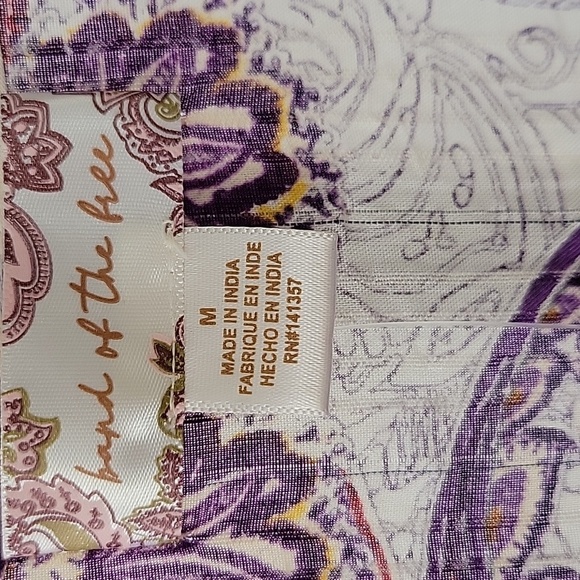 band of the free
M
MADE IN INDIA
FABRIQUE EN INDE
HECHO EN INDIA
RN#141357